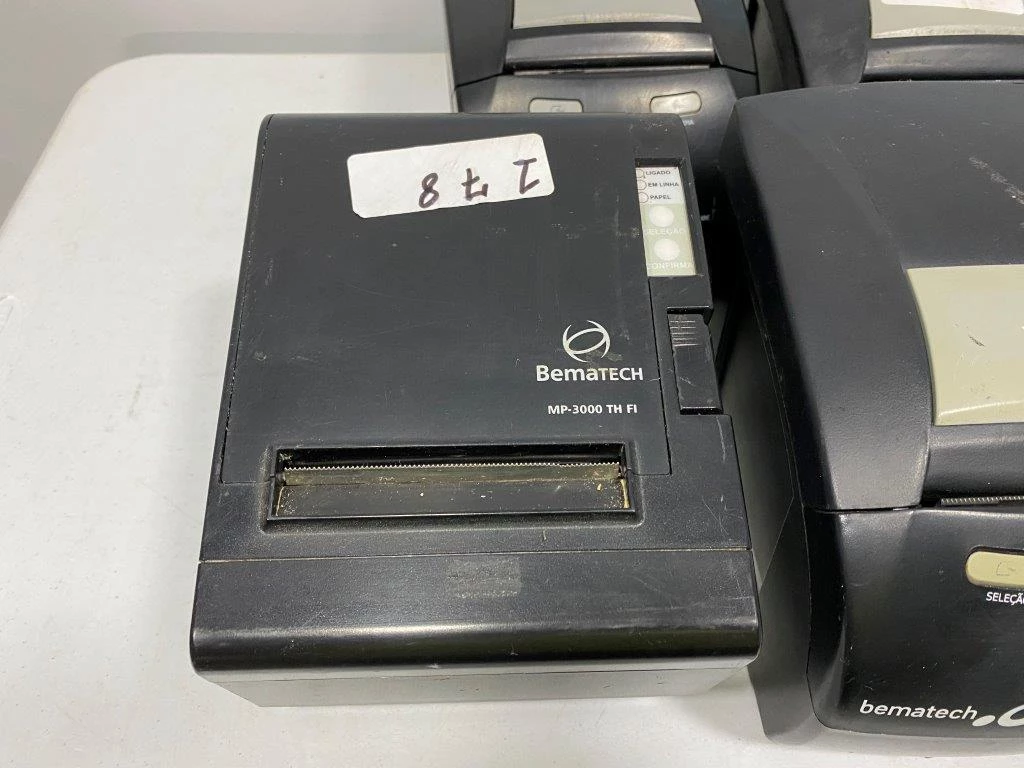 178
LIGADO
EM LINHA
PAPEL
SELEÇÃO
CONFIRMA
BEMATECH
MP-3000 TH FI
bematech